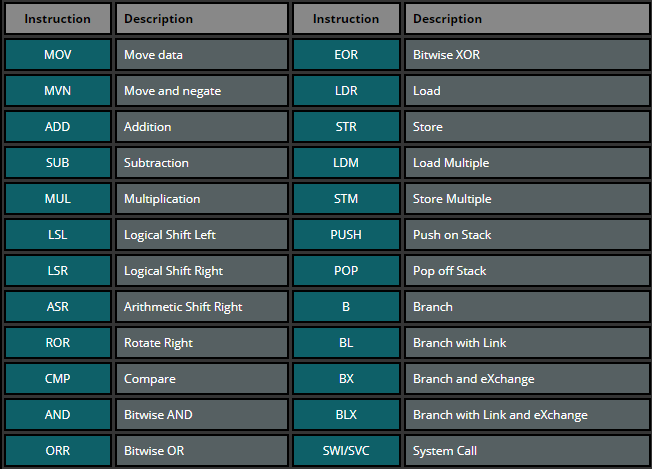 Instruction Description Instruction Description
MOV Move data EOR Bitwise XOR
MVN Move and negate LDR Load
ADD Addition STR Store
SUB Subtraction LDM Load Multiple
MUL Multiplication STM Store Multiple
LSL Logical Shift Left PUSH Push on Stack
LSR Logical Shift Right POP Pop off Stack
ASR Arithmetic Shift Right B Branch
ROR Rotate Right BL Branch with Link
CMP Compare BX Branch and eXchange
AND Bitwise AND BLX Branch with Link and eXchange
ORR Bitwise OR SWI/SVC System Call